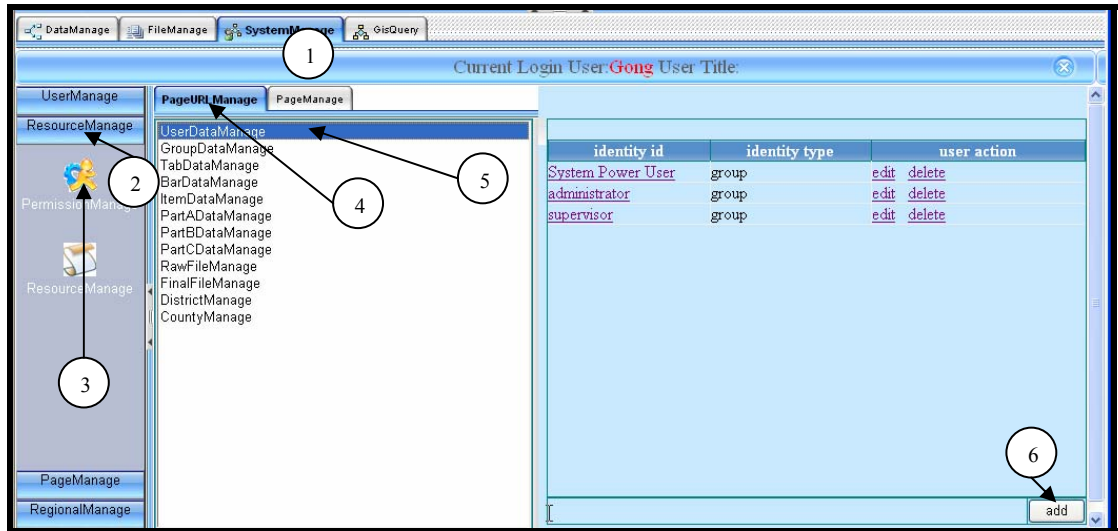 DataManage FileManage SystemManage GisQuery
1
Current Login User:Gong User Title:
UserManage
ResourceManage
2
PermissionManage
3
ResourceManage
PageManage
RegionalManage
PageURLManage PageManage
4
UserDataManage
5
GroupDataManage
TabDataManage
BarDataManage
ItemDataManage
PartADataManage
PartBDataManage
PartCDataManage
RawFileManage
FinalFileManage
DistrictManage
CountyManage
identity id identity type user action
System Power User group edit delete
administrator group edit delete
supervisor group edit delete
6
add